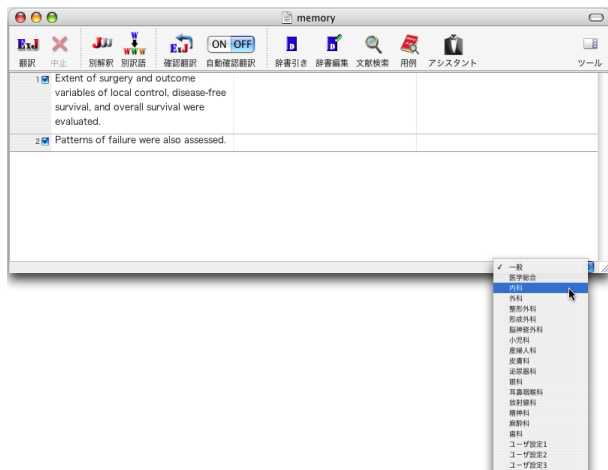 memory
ExJ
JJJ
W
WWW
ExJ
ON OFF
D
D
翻訳 中止 別解釈 別訳語 確認翻訳 自動確認翻訳 辞書引き 辞書編集 文献検索 用例 アシスタント ツール
1 Extent of surgery and outcome
variables of local control, disease-free
survival, and overall survival were
evaluated.
2 Patterns of failure were also assessed.
✓ 一般
医学総合
内科
外科
整形外科
形成外科
脳神経外科
小児科
産婦人科
皮膚科
泌尿器科
眼科
耳鼻咽喉科
放射線科
精神科
麻酔科
歯科
ユーザ設定1
ユーザ設定2
ユーザ設定3